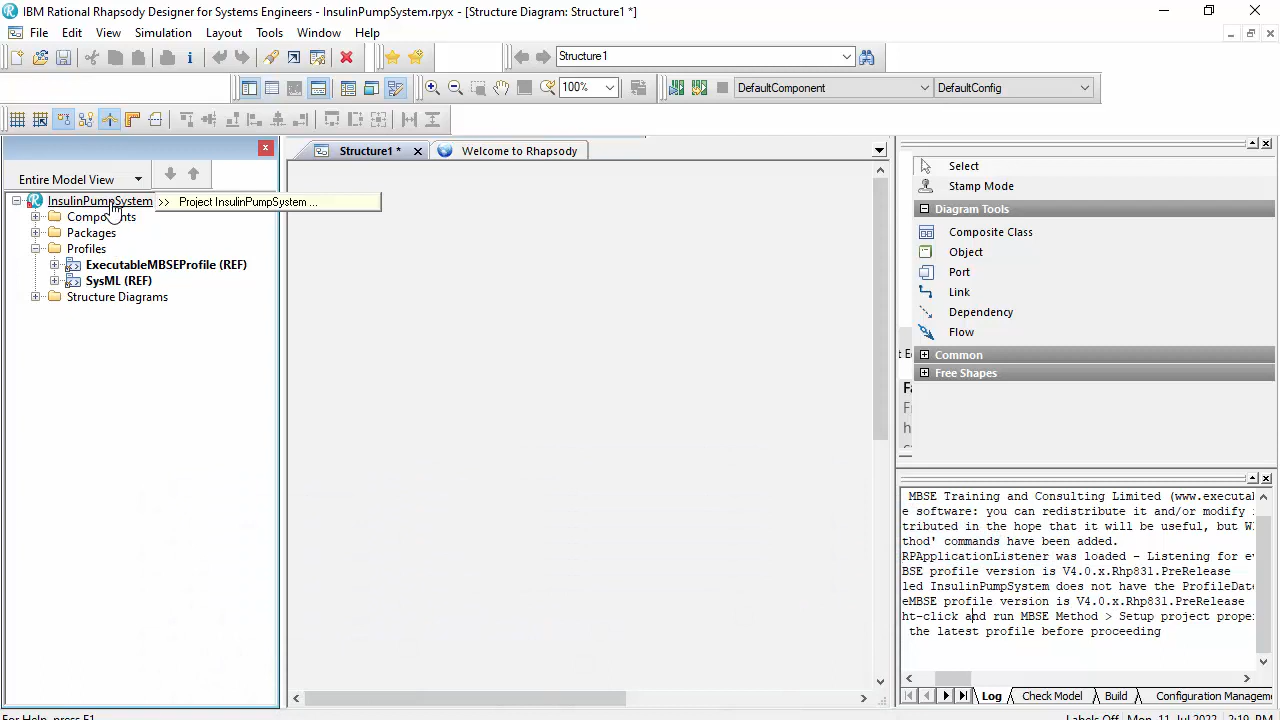 IBM Rational Rhapsody Designer for Systems Engineers - InsulinPumpSystem.rpyx - [Structure Diagram: Structure1 *]
File Edit View Simulation Layout Tools Window Help
Structure1
100% DefaultComponent DefaultConfig
Structure1 * Welcome to Rhapsody
Entire Model View
InsulinPumpSystem
>> Project InsulinPumpSystem ...
Components
Packages
Profiles
ExecutableMBSEProfile (REF)
SysML (REF)
Structure Diagrams
Select
Stamp Mode
Diagram Tools
Composite Class
Object
Port
Link
Dependency
Flow
Common
Free Shapes
MBSE Training and Consulting Limited (www.executa
e software: you can redistribute it and/or modify i
tributed in the hope that it will be useful, but W
thod' commands have been added.
RPApplicationListener was loaded - Listening for ev
BSE profile version is V4.0.x.Rhp831.PreRelease
led InsulinPumpSystem does not have the ProfileDate
eMBSE profile version is V4.0.x.Rhp831.PreRelease
ht-click and run MBSE Method > Setup project prope
the latest profile before proceeding
Log Check Model Build Configuration Managem
For Help, press F1
Labels Off Mon, 11, Jul 2022 2:19 PM